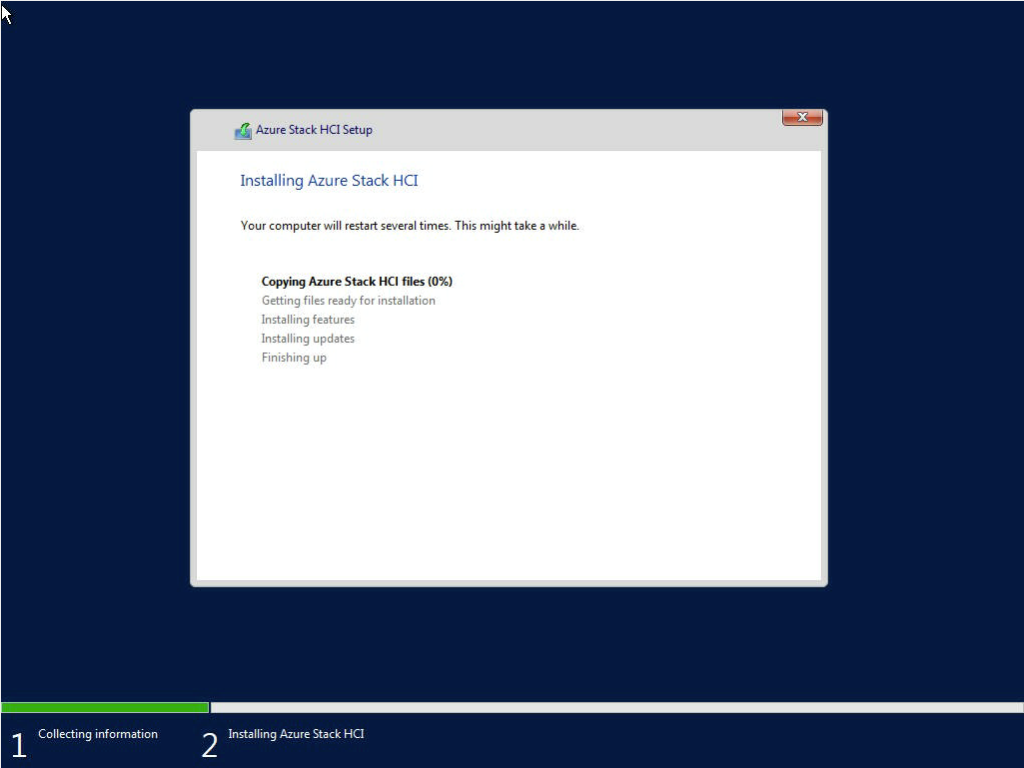 Azure Stack HCI Setup
Installing Azure Stack HCI
Your computer will restart several times. This might take a while.
Copying Azure Stack HCI files (0%)
Getting files ready for installation
Installing features
Installing updates
Finishing up
1 Collecting information
2 Installing Azure Stack HCI